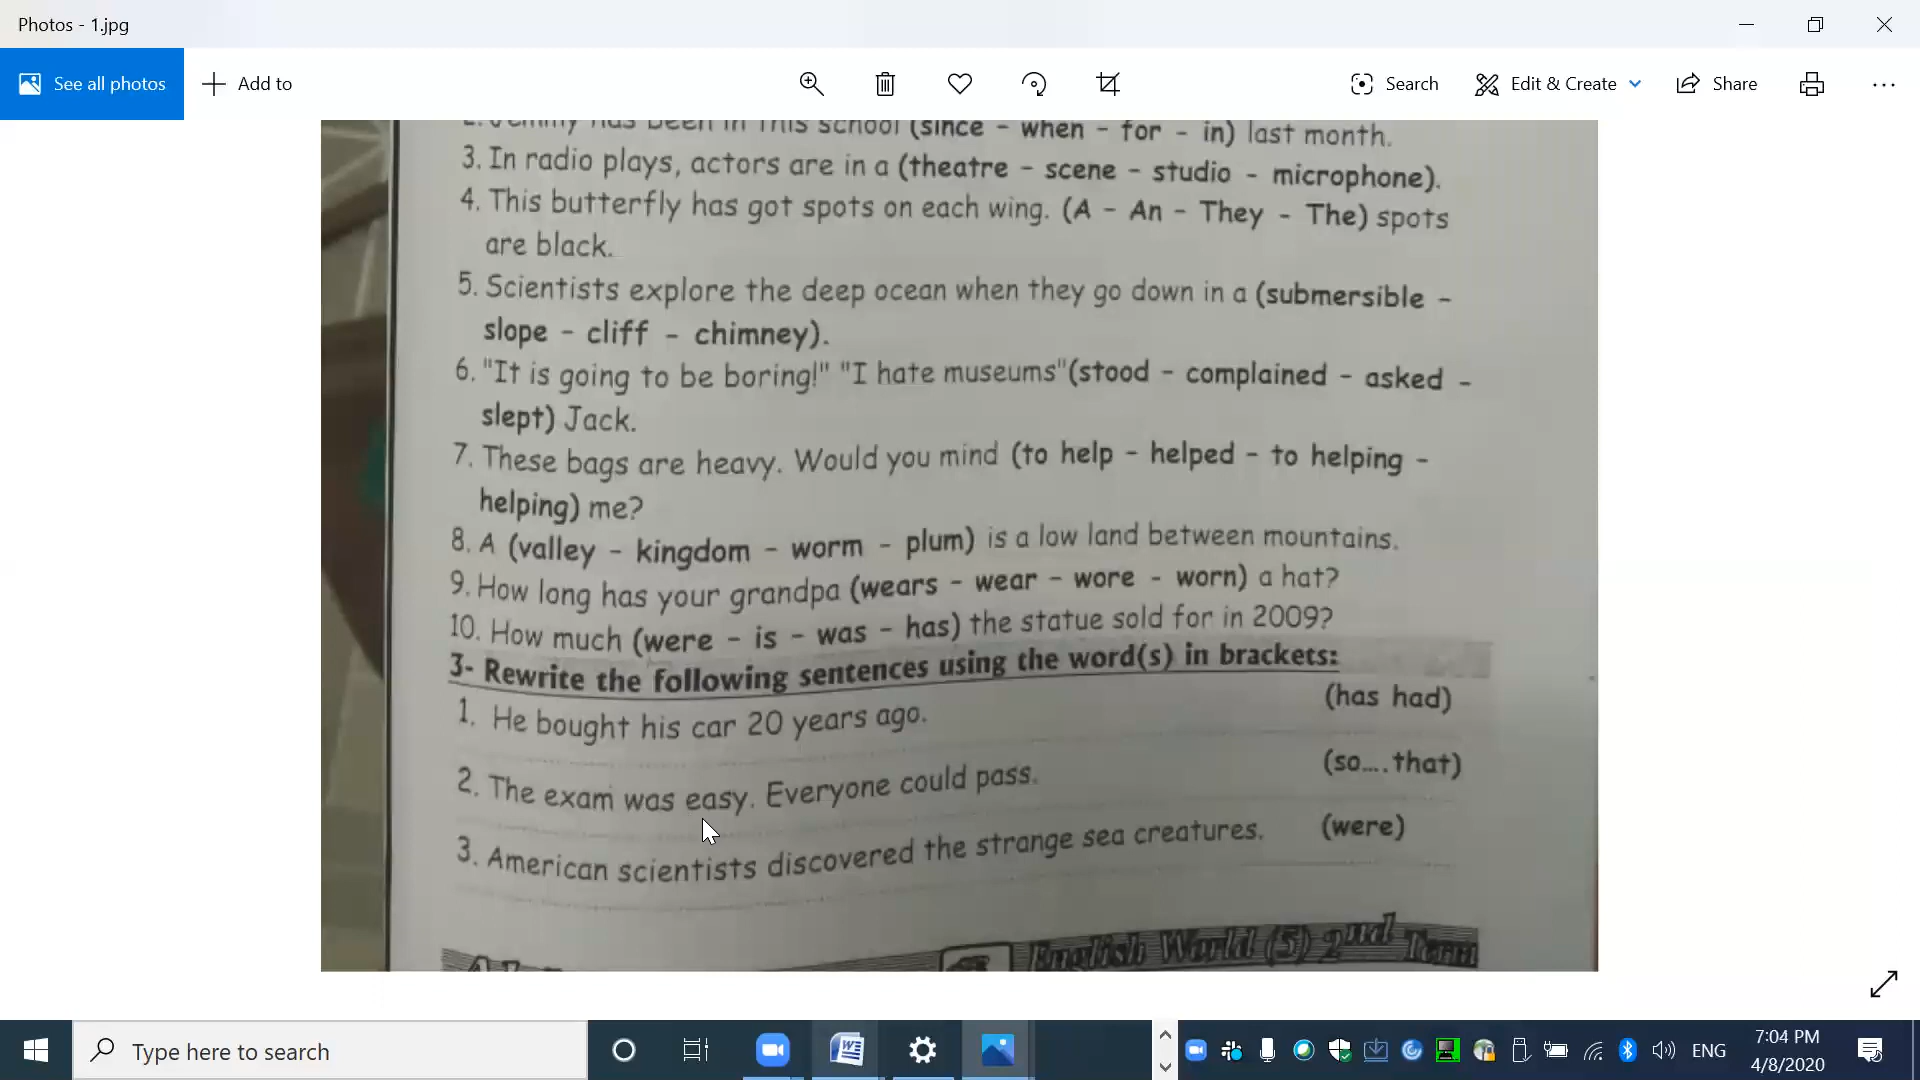 Photos - 1.jpg
See all photos
Add to
Search
Edit & Create
Share
2. Jemmy has been in this school (since - when - for - in) last month.
3. In radio plays, actors are in a (theatre - scene - studio - microphone).
4. This butterfly has got spots on each wing. (A - An - They - The) spots
are black.
5. Scientists explore the deep ocean when they go down in a (submersible -
slope - cliff - chimney).
6. "It is going to be boring!" "I hate museums"(stood - complained - asked -
slept) Jack.
7. These bags are heavy. Would you mind (to help - helped - to helping -
helping) me?
8. A (valley - kingdom - worm - plum) is a low land between mountains.
9. How long has your grandpa (wears - wear - wore - worn) a hat?
10. How much (were - is - was - has) the statue sold for in 2009?
3- Rewrite the following sentences using the word(s) in brackets:
1. He bought his car 20 years ago. (has had)
2. The exam was easy. Everyone could pass. (so....that)
3. American scientists discovered the strange sea creatures. (were)
English World (5) 2nd Term
Type here to search
ENG
7:04 PM
4/8/2020